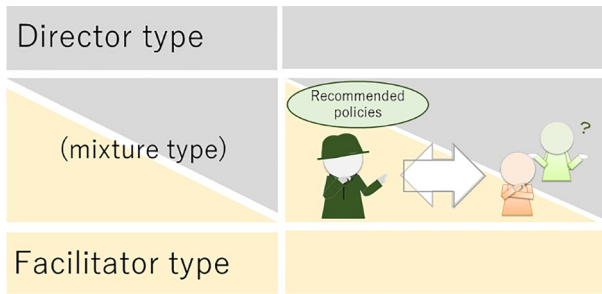 Director type
(mixture type)
Recommended
policies
?
Facilitator type